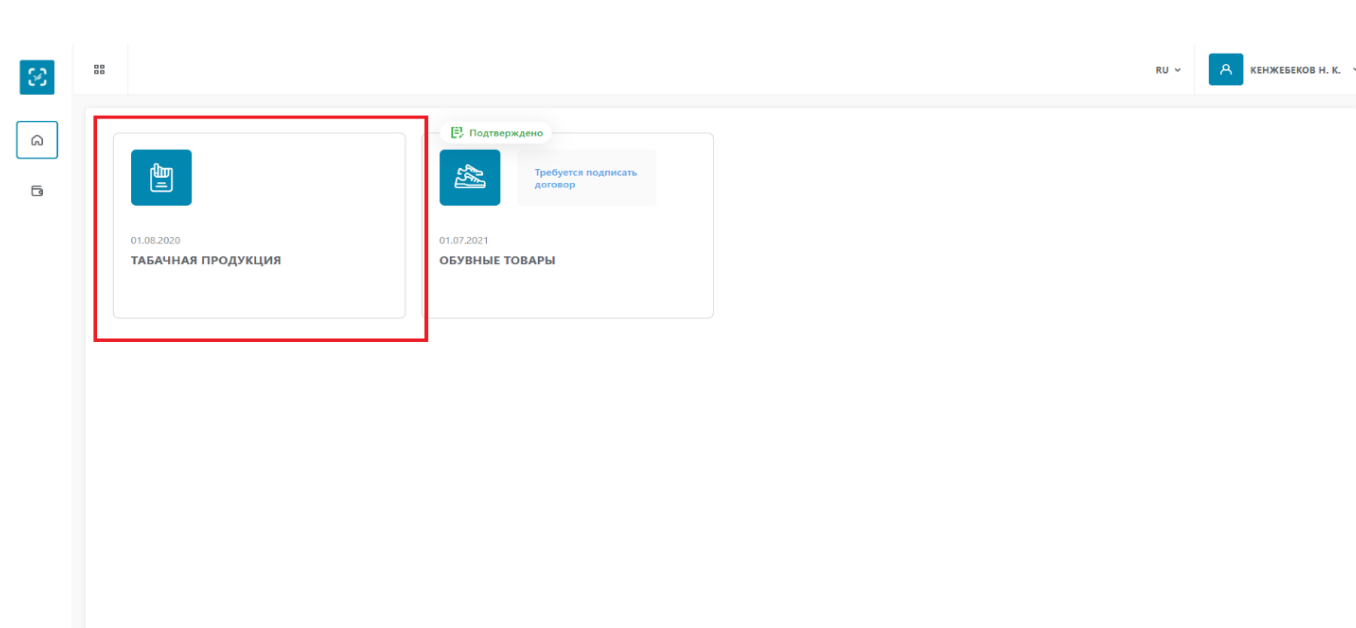 RU
КЕНЖЕБЕКОВ Н. К.
Подтверждено
Требуется подписать
договор
01.08.2020
ТАБАЧНАЯ ПРОДУКЦИЯ
01.07.2021
ОБУВНЫЕ ТОВАРЫ